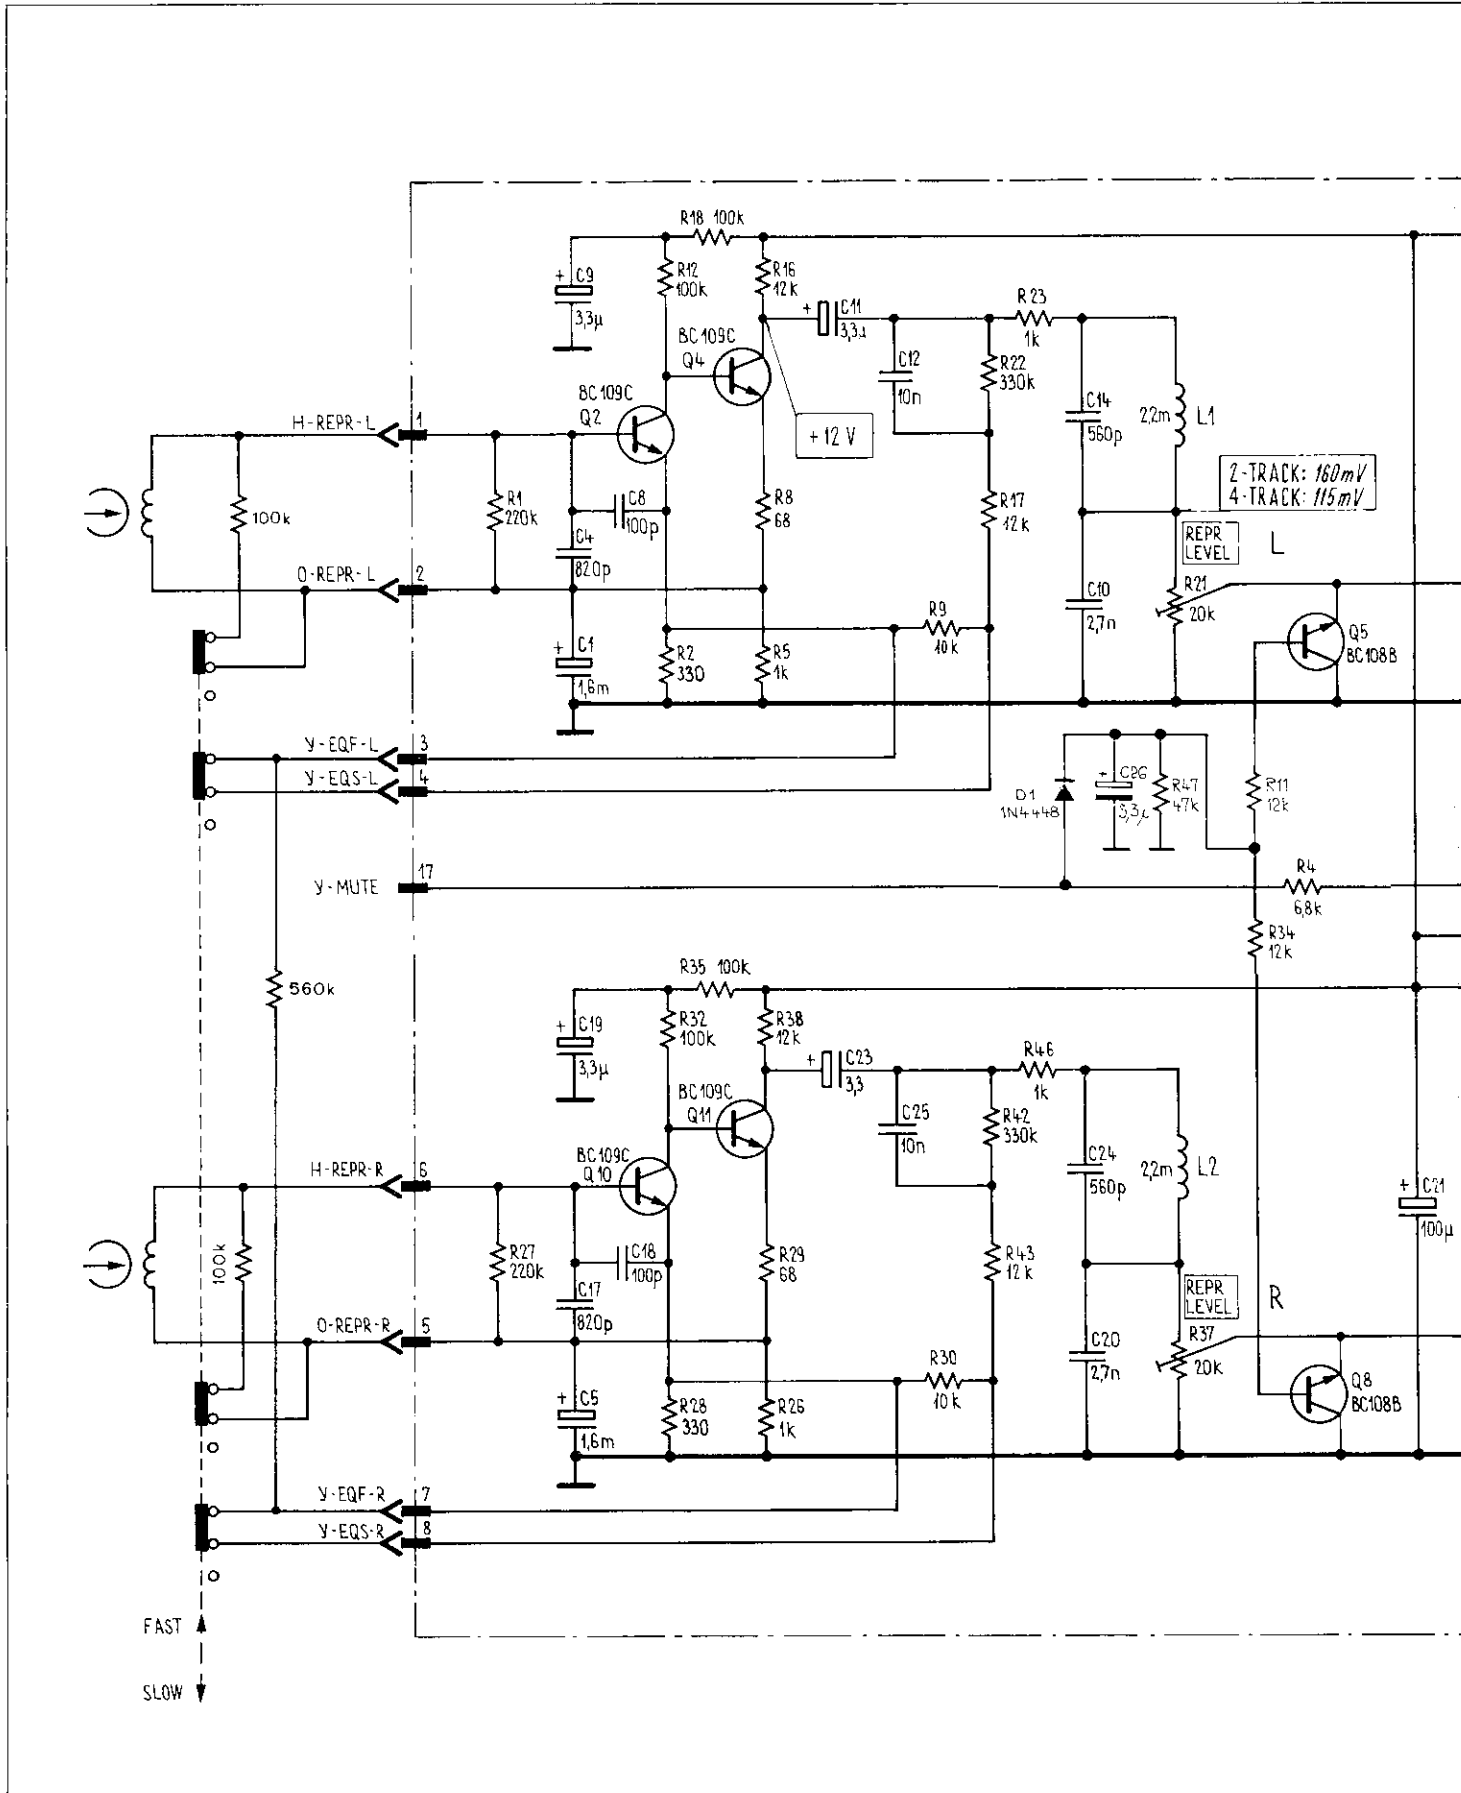 R18 100k
R12
100k
R16
12k
+ C9
3,3µ
+ C11
3,3µ
R 23
1k
BC109C
Q4
C12
10n
R22
330k
BC109C
Q2
C14
560p
2,2m L1
+12 V
H-REPR-L 1
2-TRACK: 160mV
4-TRACK: 115mV
100k
R1
220k
C8
100p
R8
68
R17
12k
REPR
LEVEL
L
C4
820p
O-REPR-L 2
R21
20k
C10
2,7n
R9
10k
+ C1
1,6m
R2
330
R5
1k
Q5
BC108B
Y-EQF-L 3
Y-EQS-L 4
D1
1N4448
+ C26
3,3µ
R47
47k
R11
12k
Y-MUTE 17
R4
6,8k
R34
12k
560k
R35 100k
R32
100k
R38
12k
+ C19
3,3µ
+ C23
3,3
R46
1k
BC109C
Q11
C25
10n
R42
330k
BC109C
Q10
C24
560p
2,2m L2
H-REPR-R 6
+ C21
100µ
100k
R27
220k
C18
100p
R29
68
R43
12k
REPR
LEVEL
R
C17
820p
O-REPR-R 5
R37
20k
C20
2,7n
R30
10k
+ C5
1,6m
R28
330
R26
1k
Q8
BC108B
Y-EQF-R 7
Y-EQS-R 8
FAST
SLOW